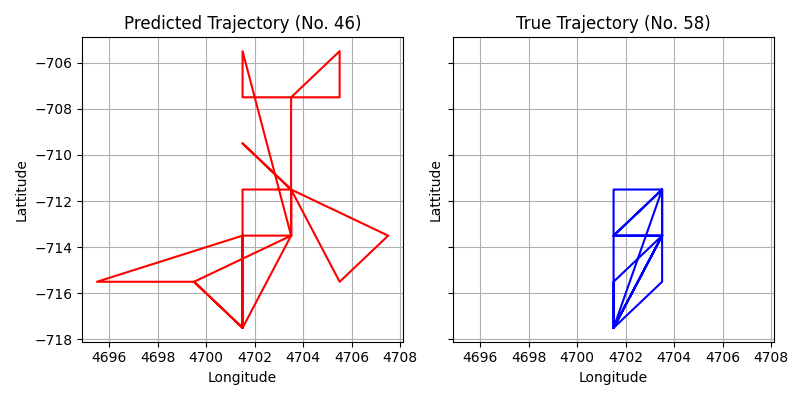 Predicted Trajectory (No. 46)
−706
−708
−710
−712
−714
−716
−718
Lattitude
4696 4698 4700 4702 4704 4706 4708
Longitude
True Trajectory (No. 58)
Lattitude
4696 4698 4700 4702 4704 4706 4708
Longitude